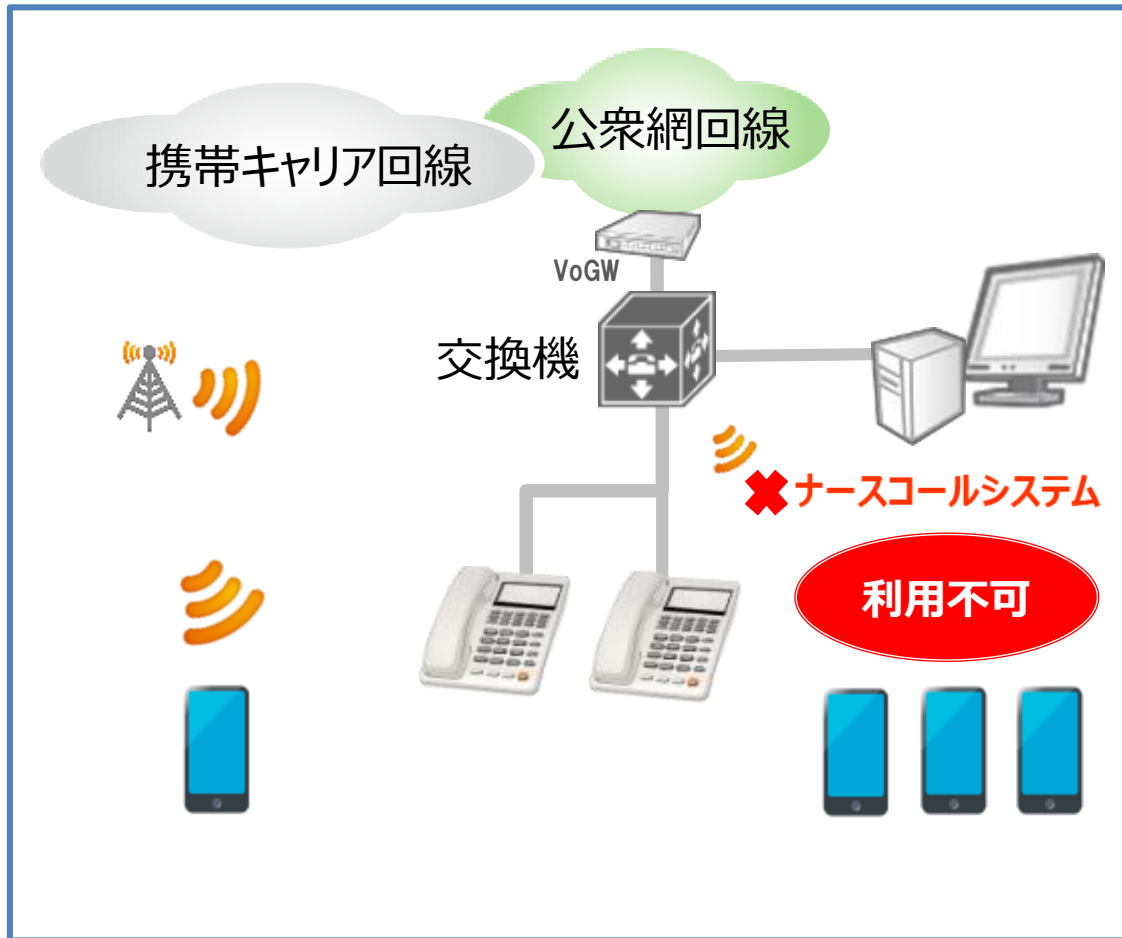 公衆網回線
携帯キャリア回線
VoGW
交換機
ナースコールシステム
利用不可